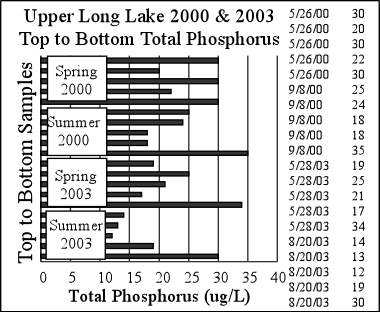 Upper Long Lake 2000 & 2003
Top to Bottom Total Phosphorus
Top to Bottom Samples
Spring
2000
Summer
2000
Spring
2003
Summer
2003
0 5 10 15 20 25 30 35 40
Total Phosphorus (ug/L)
5/26/00 30
5/26/00 20
5/26/00 30
5/26/00 22
5/26/00 30
9/8/00 25
9/8/00 24
9/8/00 18
9/8/00 18
9/8/00 35
5/28/03 19
5/28/03 25
5/28/03 21
5/28/03 17
5/28/03 34
8/20/03 14
8/20/03 13
8/20/03 12
8/20/03 19
8/20/03 30